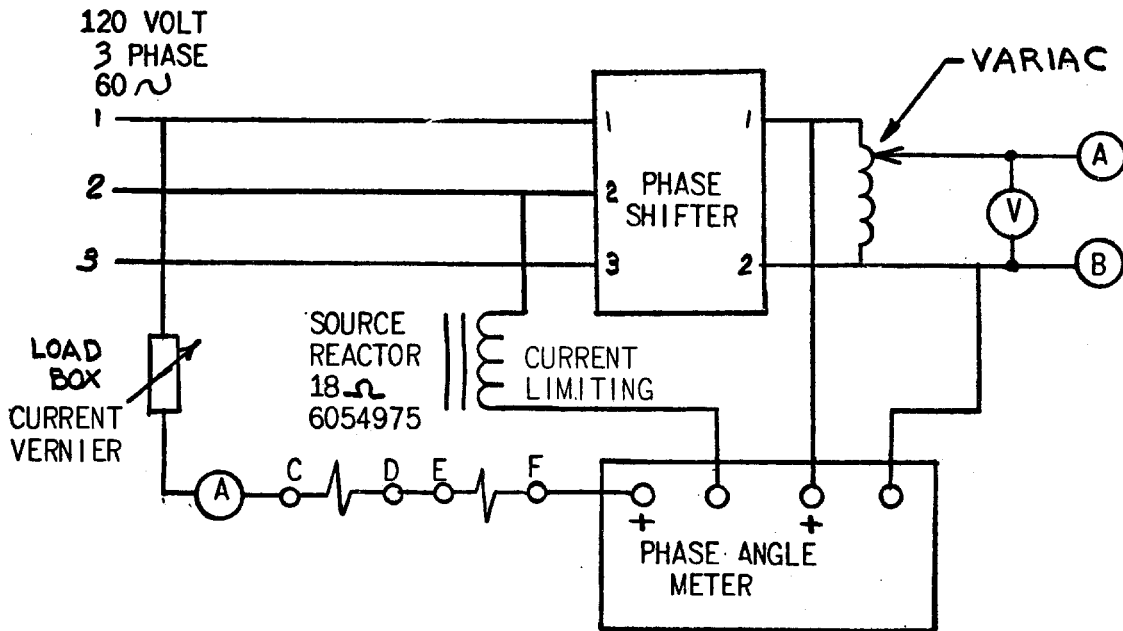 120 VOLT
3 PHASE
60 ~
1
2
3
1
2
3
PHASE
SHIFTER
1
2
VARIAC
A
V
B
LOAD
BOX
CURRENT
VERNIER
SOURCE
REACTOR
18 Ω
6054975
CURRENT
LIMITING
A
C
D
E
F
+
+
PHASE ANGLE
METER